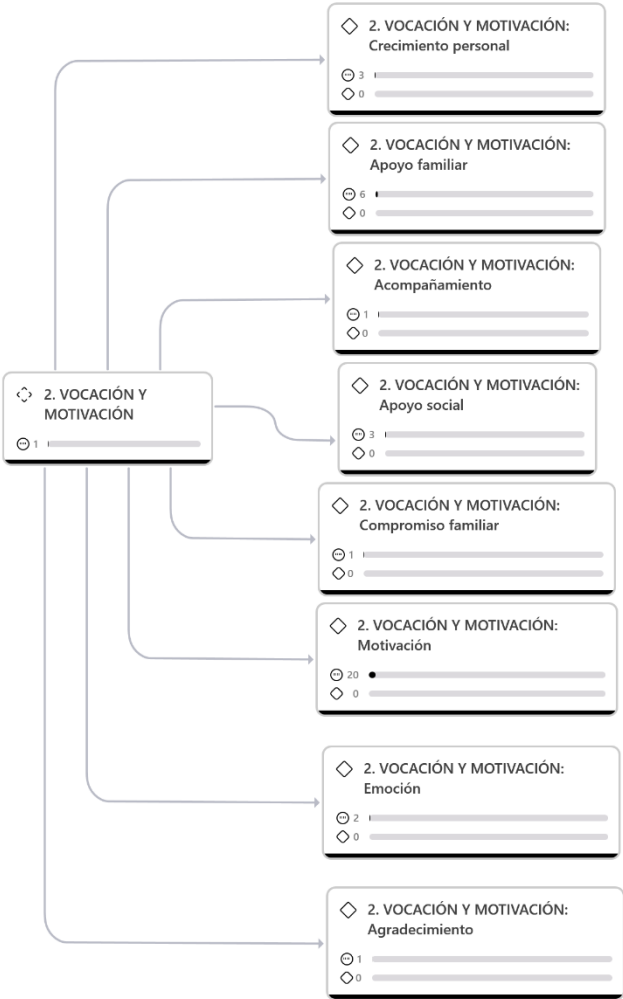 2. VOCACIÓN Y MOTIVACIÓN:
Crecimiento personal
3
0
2. VOCACIÓN Y MOTIVACIÓN:
Apoyo familiar
6
0
2. VOCACIÓN Y MOTIVACIÓN:
Acompañamiento
1
0
2. VOCACIÓN Y
MOTIVACIÓN
1
2. VOCACIÓN Y MOTIVACIÓN:
Apoyo social
3
0
2. VOCACIÓN Y MOTIVACIÓN:
Compromiso familiar
1
0
2. VOCACIÓN Y MOTIVACIÓN:
Motivación
20
0
2. VOCACIÓN Y MOTIVACIÓN:
Emoción
2
0
2. VOCACIÓN Y MOTIVACIÓN:
Agradecimiento
1
0